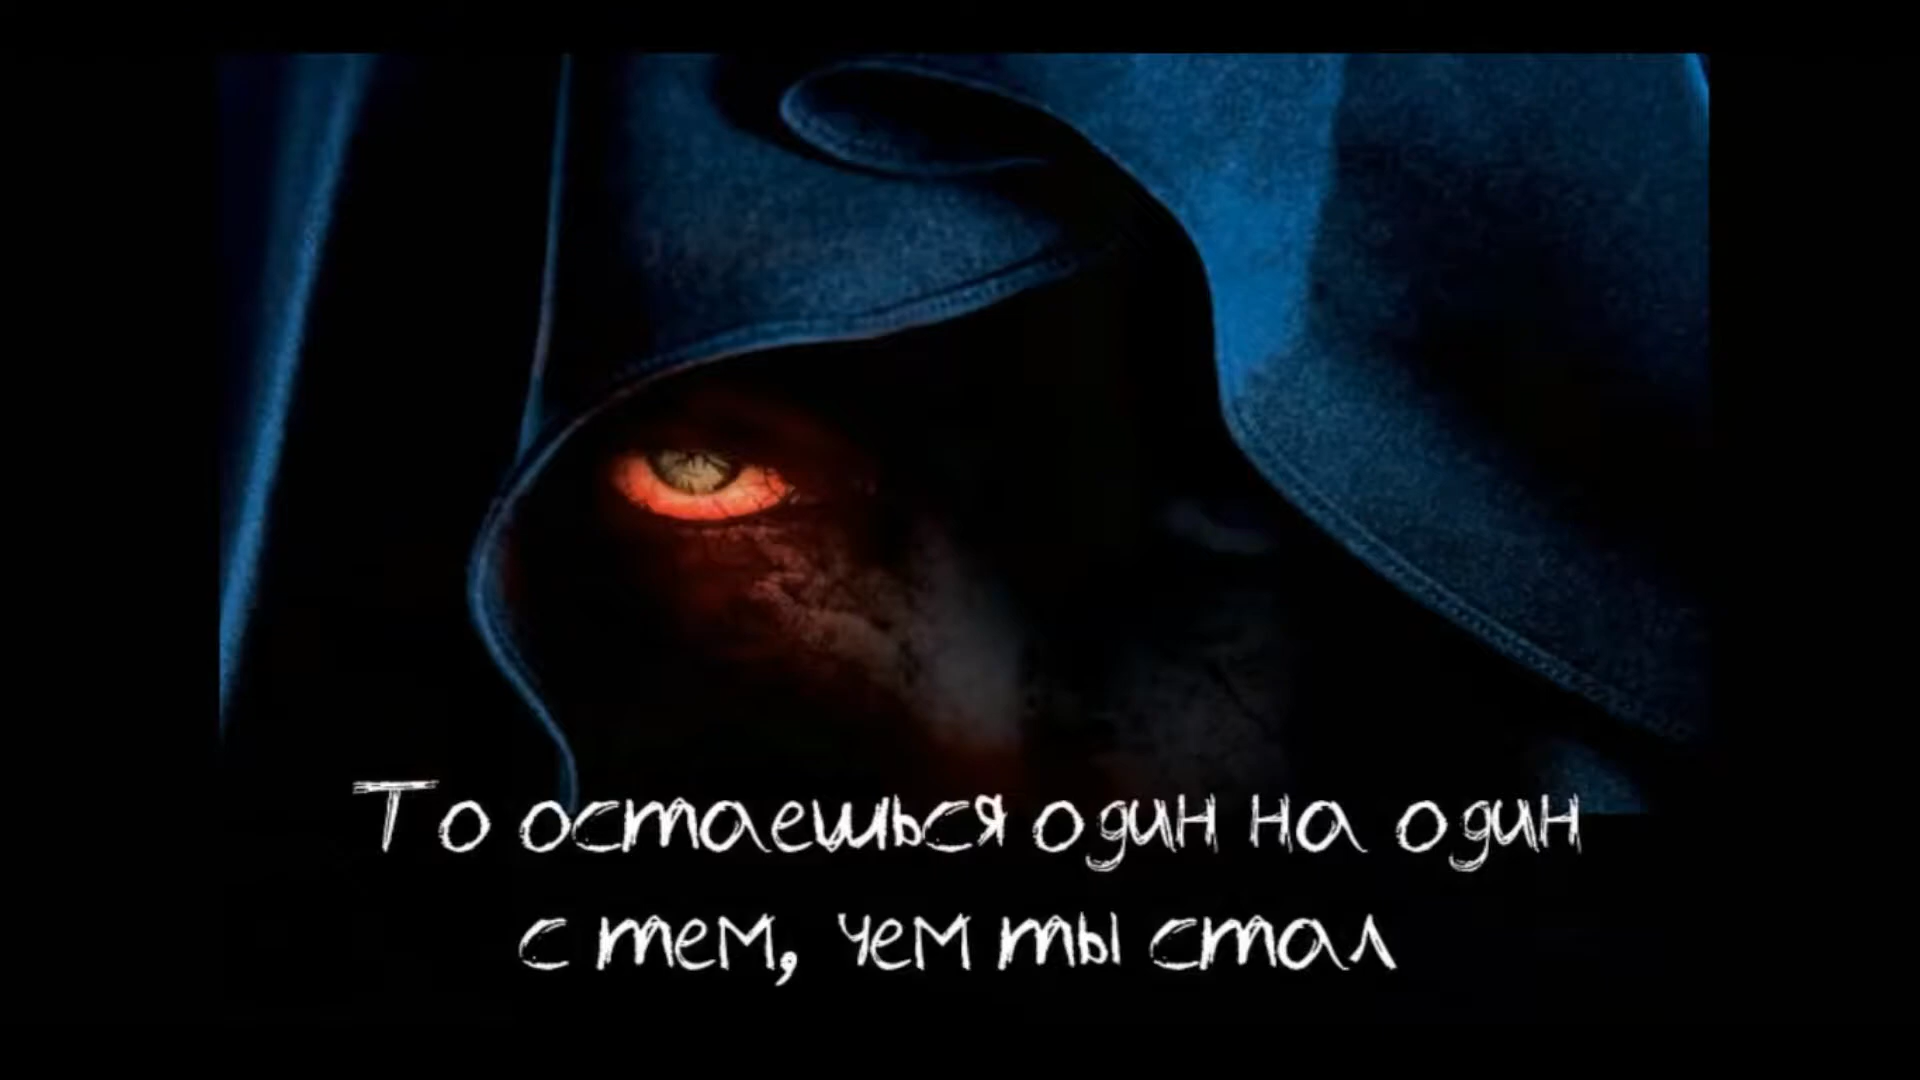 То остаешься один на один
с тем, чем ты стал